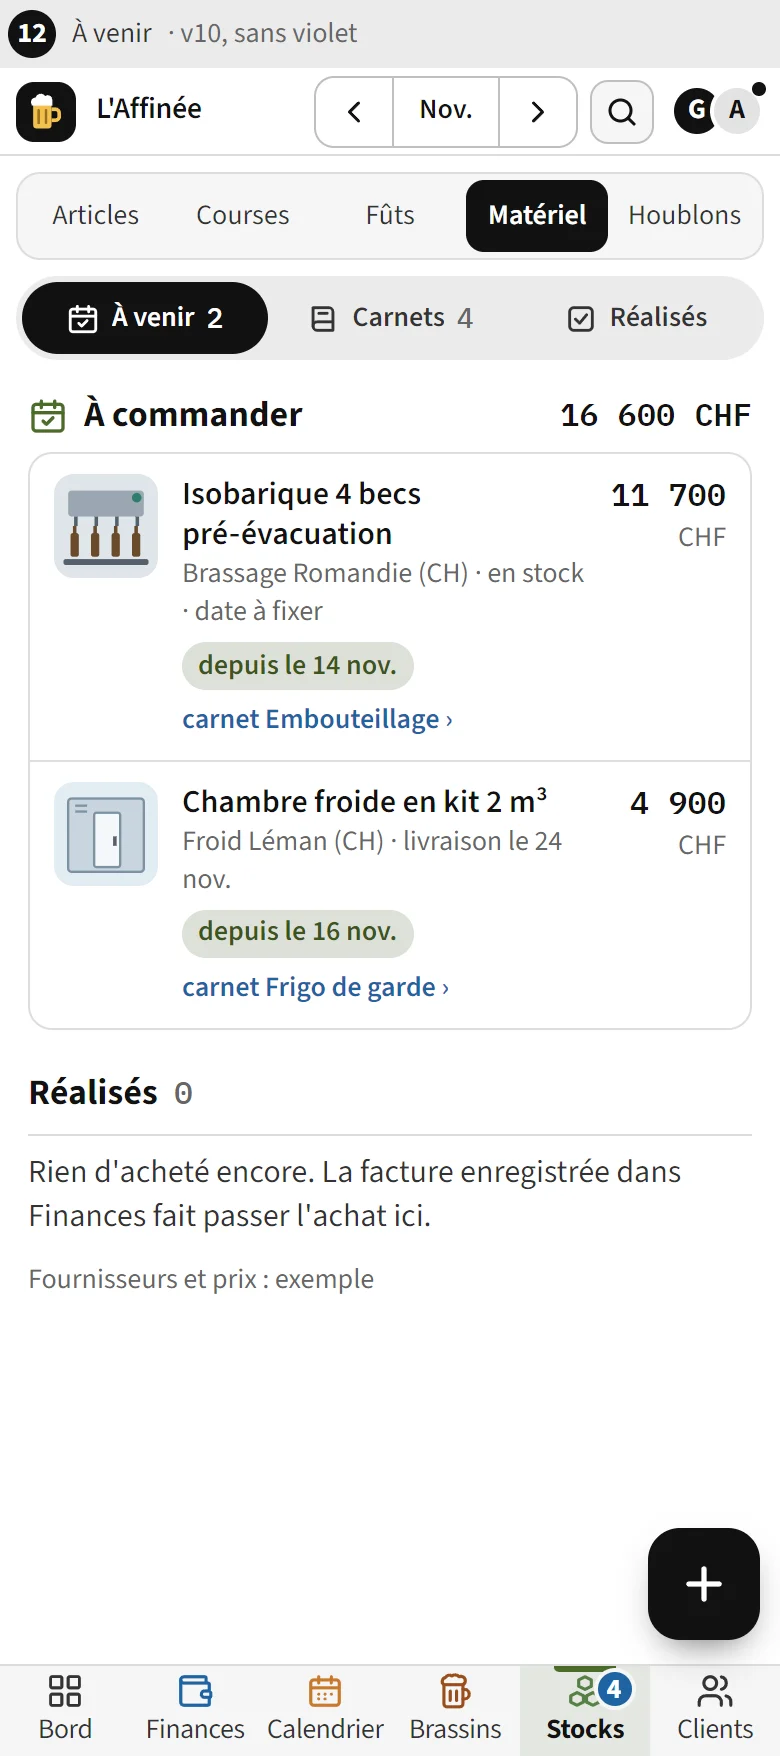 12 À venir · v10, sans violet
L'Affinée
Nov.
G A
Articles Courses Fûts Matériel Houblons
À venir 2 Carnets 4 Réalisés
À commander 16 600 CHF
Isobarique 4 becs 11 700
pré-évacuation CHF
Brassage Romandie (CH) · en stock
· date à fixer
depuis le 14 nov.
carnet Embouteillage ›
Chambre froide en kit 2 m³ 4 900
Froid Léman (CH) · livraison le 24 CHF
nov.
depuis le 16 nov.
carnet Frigo de garde ›
Réalisés 0
Rien d'acheté encore. La facture enregistrée dans
Finances fait passer l'achat ici.
Fournisseurs et prix : exemple
4
Bord Finances Calendrier Brassins Stocks Clients